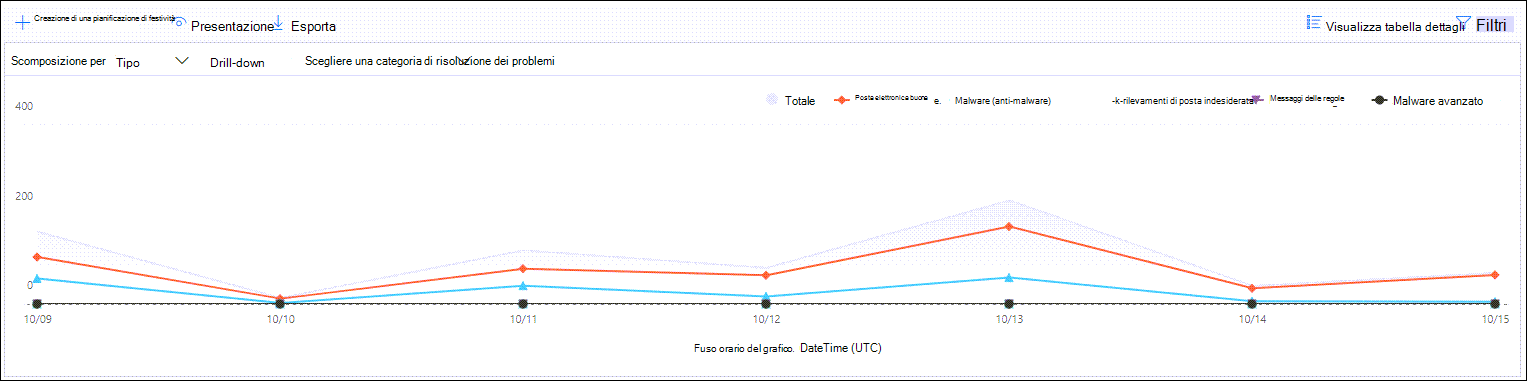 Creazione di una pianificazione di festività Presentazione Esporta Visualizza tabella dettagli Filtri
Scomposizione per Tipo Drill-down Scegliere una categoria di risoluzione dei problemi
Totale Posta elettronica buona e. Malware (anti-malware) -k-rilevamenti di posta indesiderata Messaggi delle regole Malware avanzato
400
200
0
10/09 10/10 10/11 10/12 10/13 10/14 10/15
Fuso orario del grafico. DateTime (UTC)